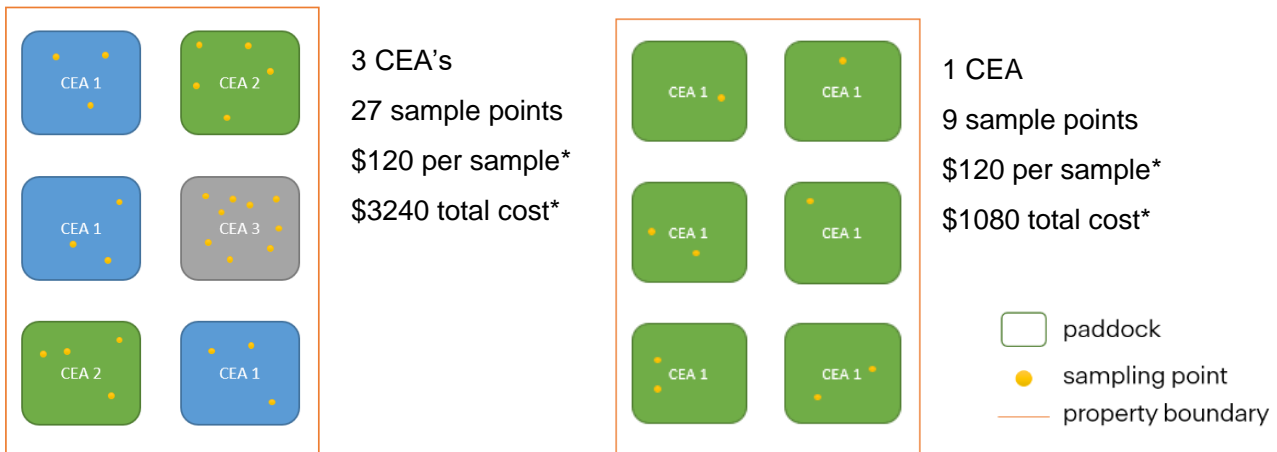 CEA 1
CEA 2
CEA 1
CEA 3
CEA 2
CEA 1
3 CEA’s
27 sample points
$120 per sample*
$3240 total cost*
CEA 1
CEA 1
CEA 1
CEA 1
CEA 1
CEA 1
1 CEA
9 sample points
$120 per sample*
$1080 total cost*
paddock
sampling point
property boundary